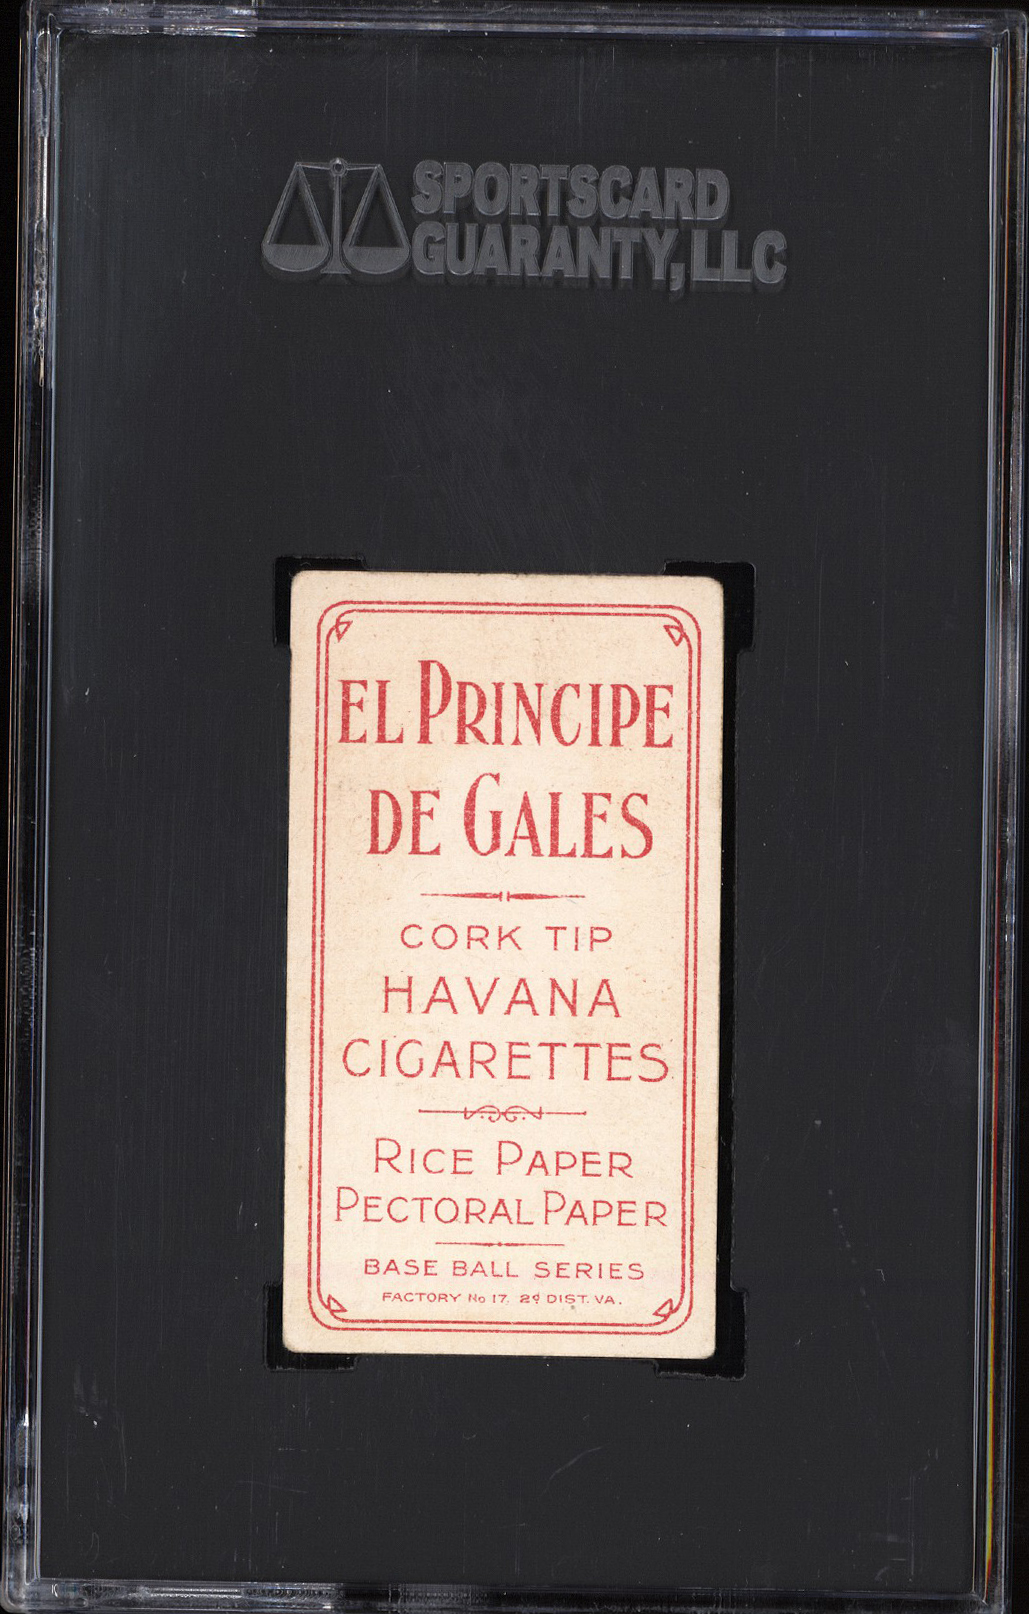 SPORTSCARD
GUARANTY, LLC
EL PRINCIPE
DE GALES
CORK TIP
HAVANA
CIGARETTES
RICE PAPER
PECTORAL PAPER
BASE BALL SERIES
FACTORY No 17. 2d DIST. VA.